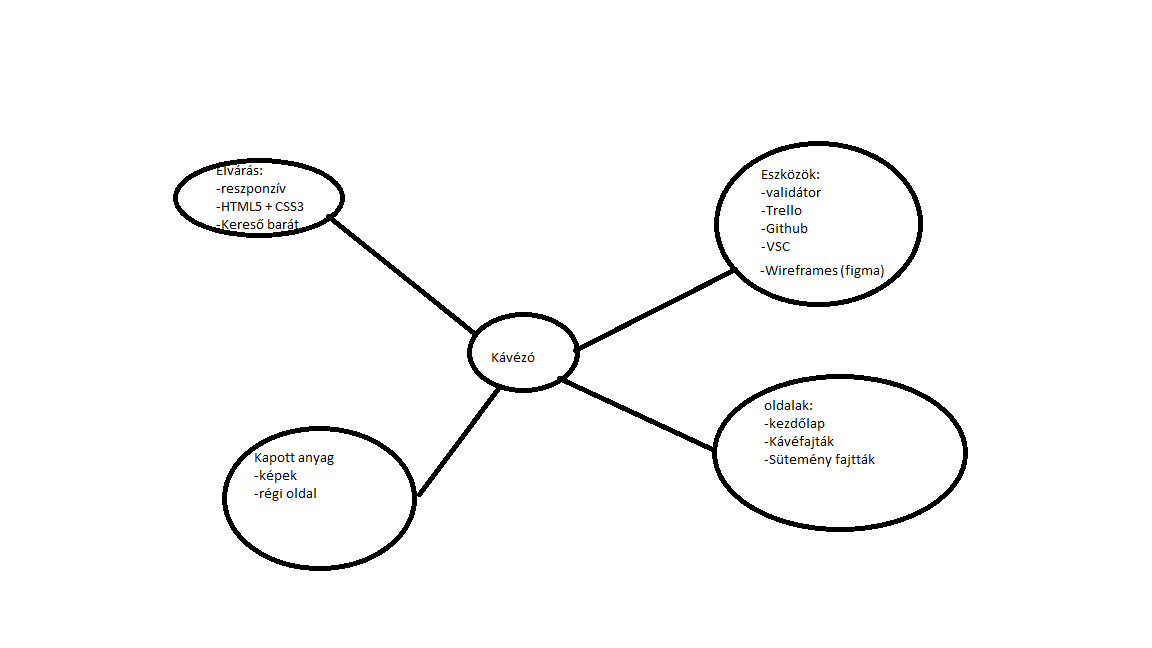 Elvárás:
-reszponzív
-HTML5 + CSS3
-Kereső barát
Eszközök:
-validátor
-Trello
-Github
-VSC
-Wireframes (figma)
Kávézó
Kapott anyag
-képek
-régi oldal
oldalak:
-kezdőlap
-Kávéfajták
-Sütemény fajtták